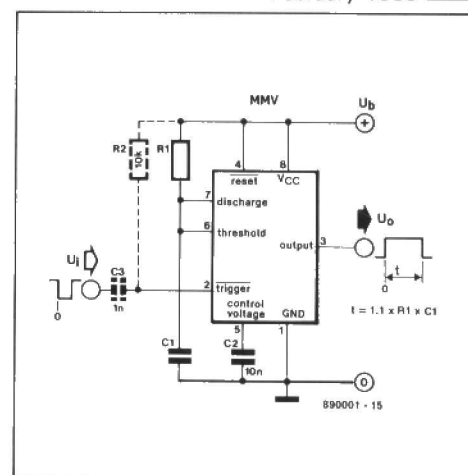 MMV
Ub
+
R2
10k
R1
4
8
reset
VCC
7
discharge
6
threshold
output
3
Uo
t
0
t = 1.1 x R1 x C1
Ui
0
C3
1n
2
trigger
control
voltage
GND
5
1
C1
C2
10n
0
890001 - 15